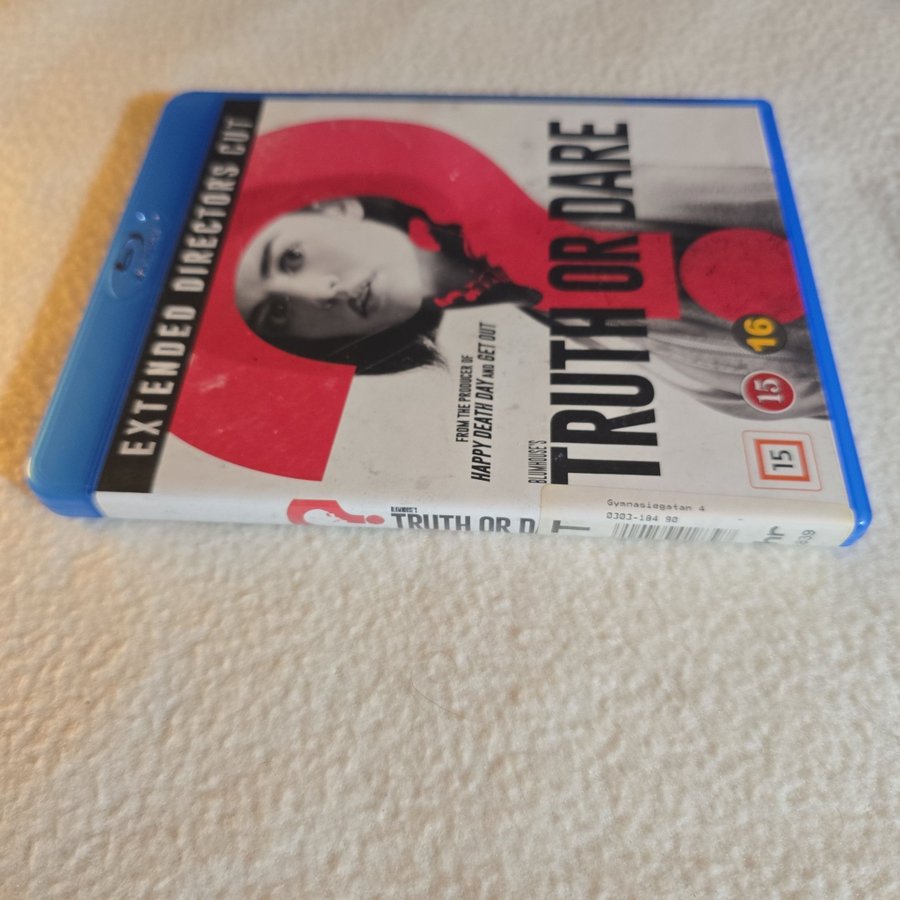 EXTENDED DIRECTORS CUT
FROM THE PRODUCER OF
HAPPY DEATH DAY AND GET OUT
BLUMHOUSE'S
TRUTH OR DARE
16
15
15
BLUMHOUSE'S
TRUTH OR D
T
Gymnasiegatan 4
0303-184 90